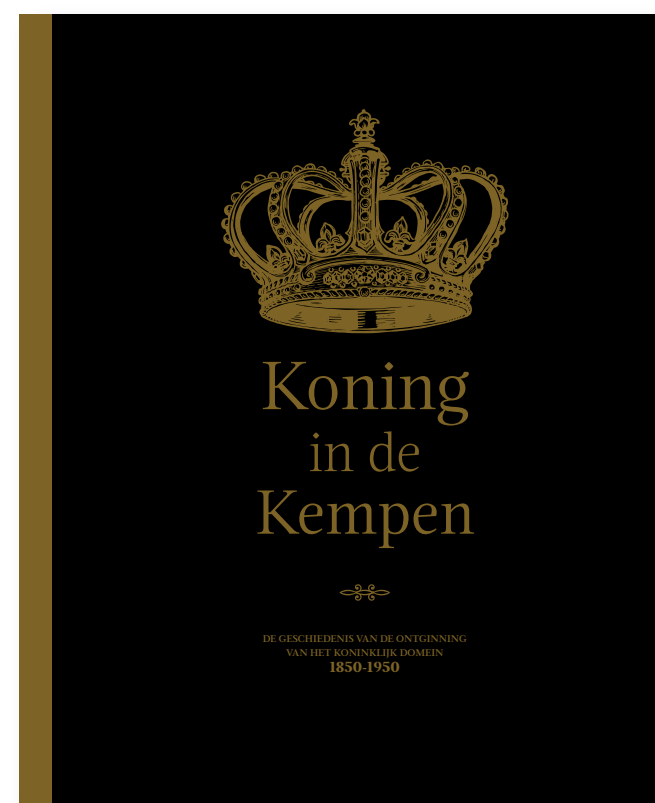 Koning
in de
Kempen
DE GESCHIEDENIS VAN DE ONTGINNING
VAN HET KONINKLIJK DOMEIN
1850-1950